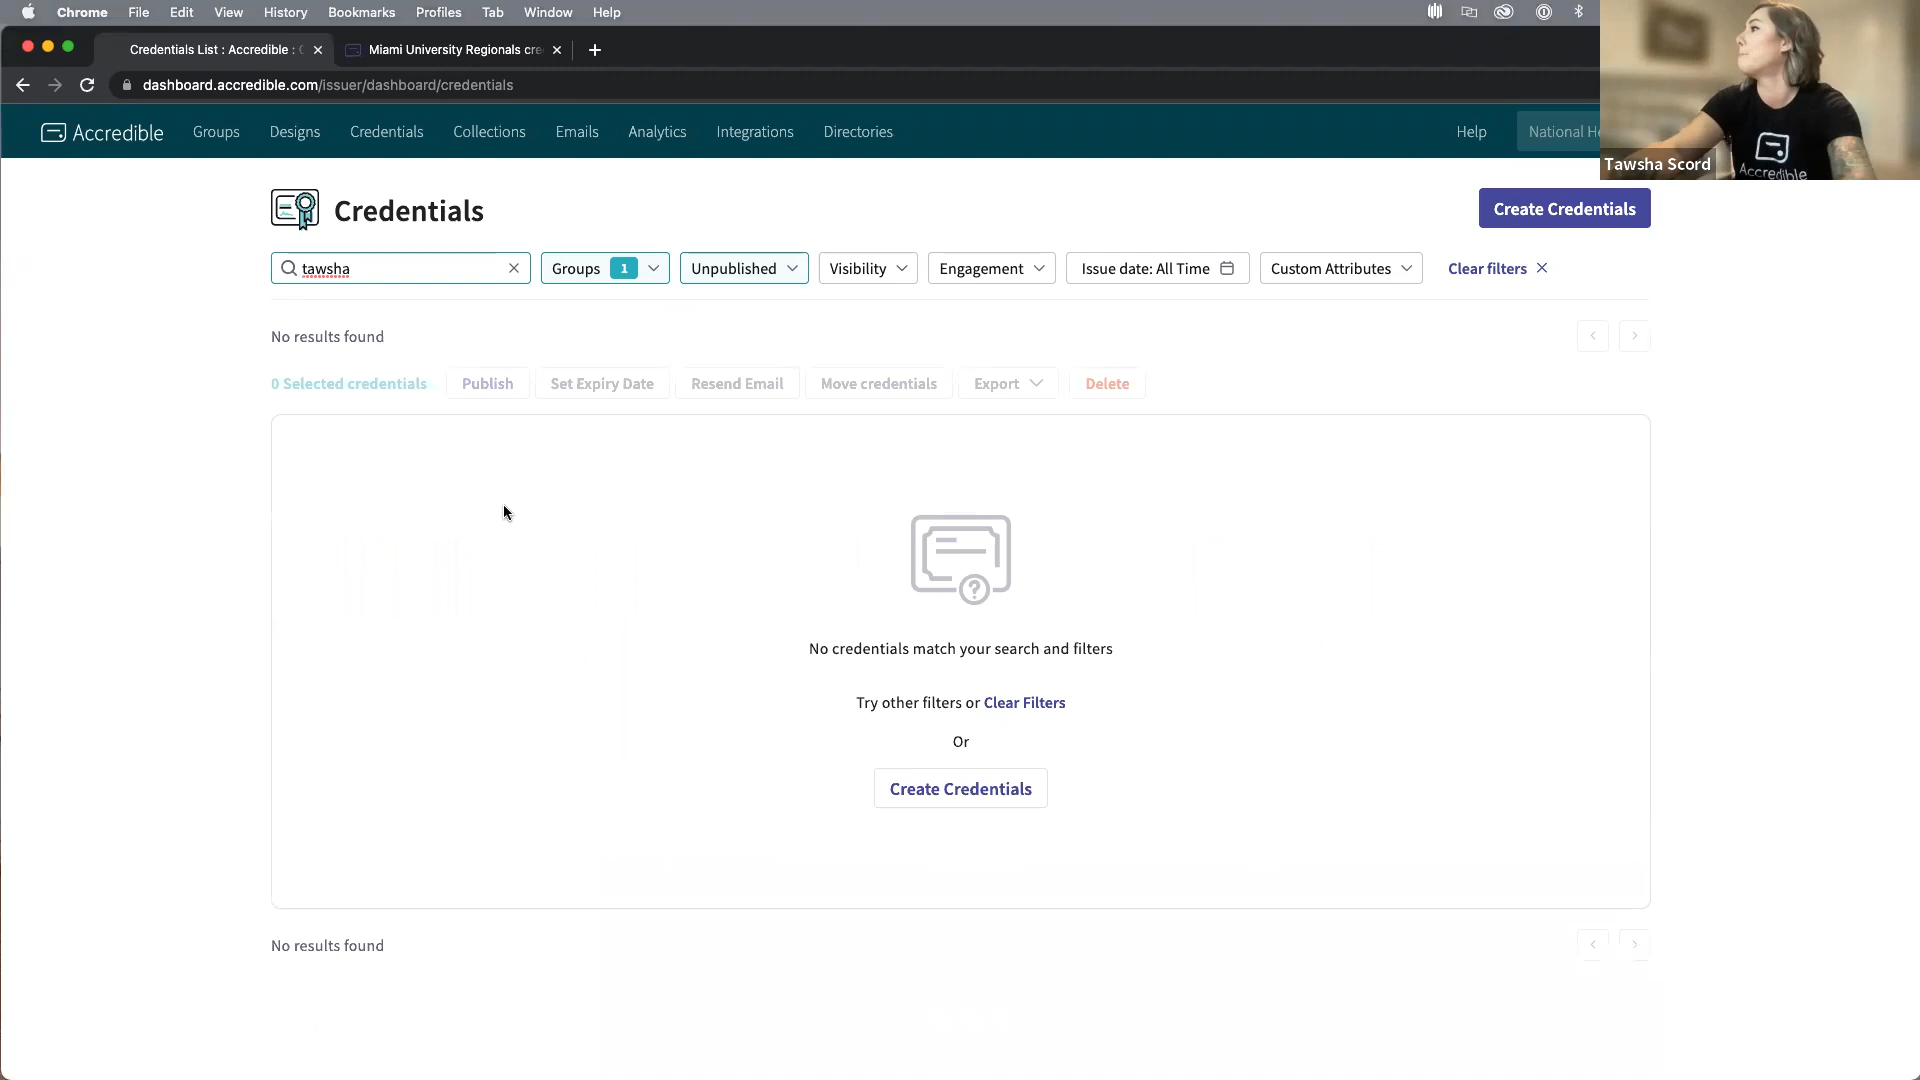 Chrome File Edit View History Bookmarks Profiles Tab Window Help
Credentials List : Accredible :
Miami University Regionals cre
dashboard.accredible.com/issuer/dashboard/credentials
Accredible Groups Designs Credentials Collections Emails Analytics Integrations Directories Help National He
Tawsha Scord
Accredible
Credentials
Create Credentials
tawsha
Groups 1
Unpublished
Visibility
Engagement
Issue date: All Time
Custom Attributes
Clear filters
No results found
0 Selected credentials Publish Set Expiry Date Resend Email Move credentials Export Delete
No credentials match your search and filters
Try other filters or Clear Filters
Or
Create Credentials
No results found